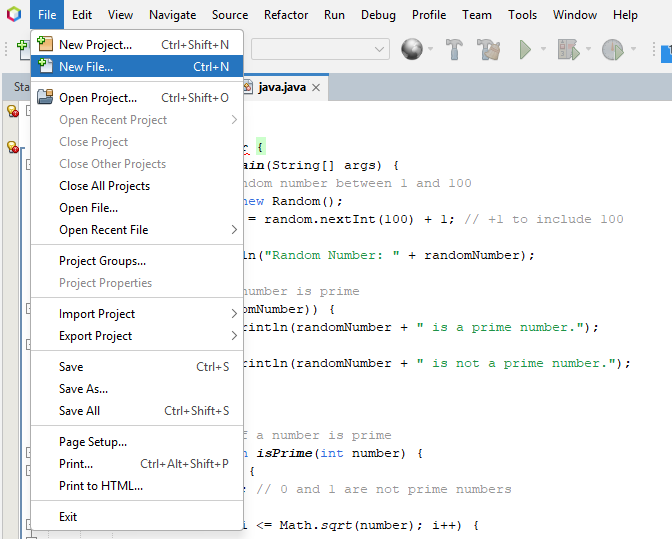 File Edit View Navigate Source Refactor Run Debug Profile Team Tools Window Help
New Project... Ctrl+Shift+N
New File... Ctrl+N
Sta
java.java
Open Project... Ctrl+Shift+O
Open Recent Project
{
Close Project
Close Other Projects
ain(String[] args) {
Close All Projects
ndom number between 1 and 100
Open File...
new Random();
= random.nextInt(100) + 1; // +1 to include 100
Open Recent File
ln("Random Number: " + randomNumber);
Project Groups...
Project Properties
number is prime
Import Project
omNumber)) {
rintln(randomNumber + " is a prime number.");
Export Project
Save Ctrl+S
rintln(randomNumber + " is not a prime number.");
Save As...
Save All Ctrl+Shift+S
Page Setup...
f a number is prime
n isPrime(int number) {
Print... Ctrl+Alt+Shift+P
{
Print to HTML...
; // 0 and 1 are not prime numbers
Exit
i <= Math.sqrt(number); i++) {